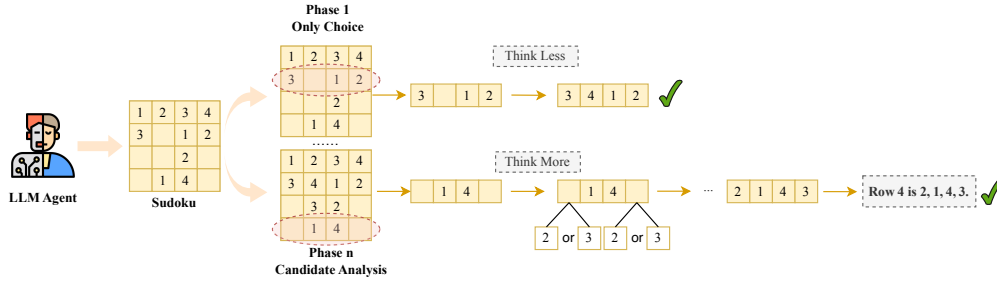 Phase 1
Only Choice
1 2 3 4
3 1 2
2
1 4
......
Think Less
3 1 2
3 4 1 2
LLM Agent
1 2 3 4
3 1 2
2
1 4
Sudoku
1 2 3 4
3 4 1 2
3 2
1 4
Phase n
Candidate Analysis
Think More
1 4
1 4
2 or 3 2 or 3
...
2 1 4 3
Row 4 is 2, 1, 4, 3.